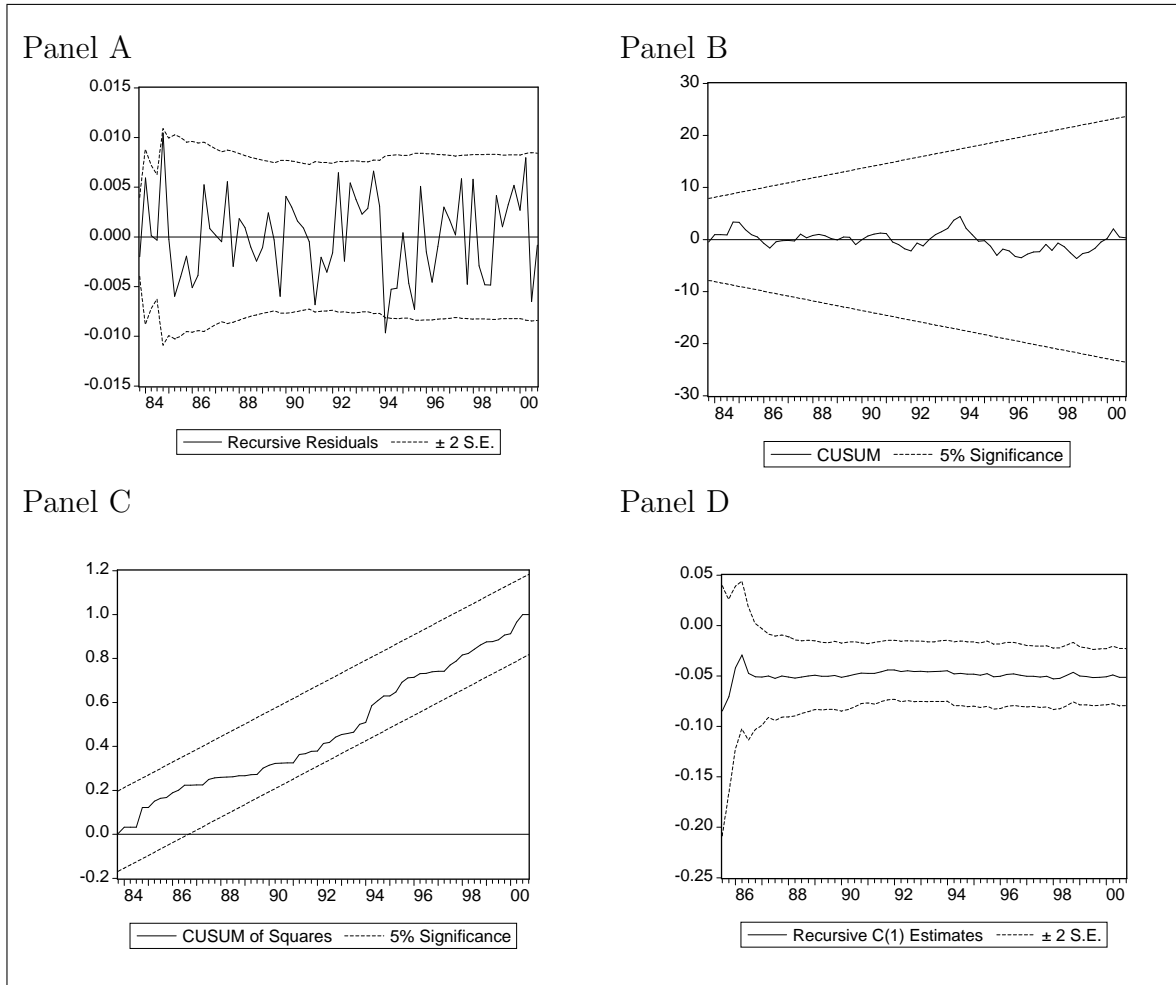 Panel A
0.015
0.010
0.005
0.000
-0.005
-0.010
-0.015
84 86 88 90 92 94 96 98 00
Recursive Residuals ± 2 S.E.
Panel B
30
20
10
0
-10
-20
-30
84 86 88 90 92 94 96 98 00
CUSUM 5% Significance
Panel C
1.2
1.0
0.8
0.6
0.4
0.2
0.0
-0.2
84 86 88 90 92 94 96 98 00
CUSUM of Squares 5% Significance
Panel D
0.05
0.00
-0.05
-0.10
-0.15
-0.20
-0.25
86 88 90 92 94 96 98 00
Recursive C(1) Estimates ± 2 S.E.